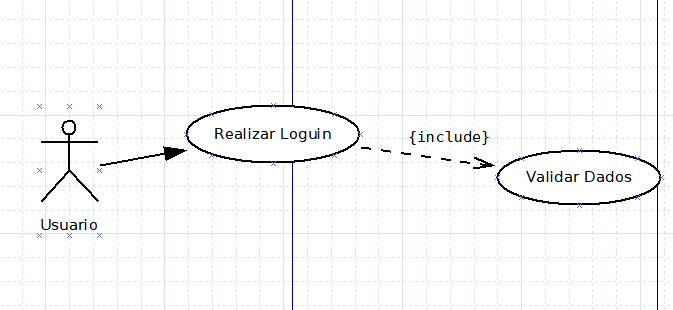 Realizar Loguin
{include}
Validar Dados
Usuario